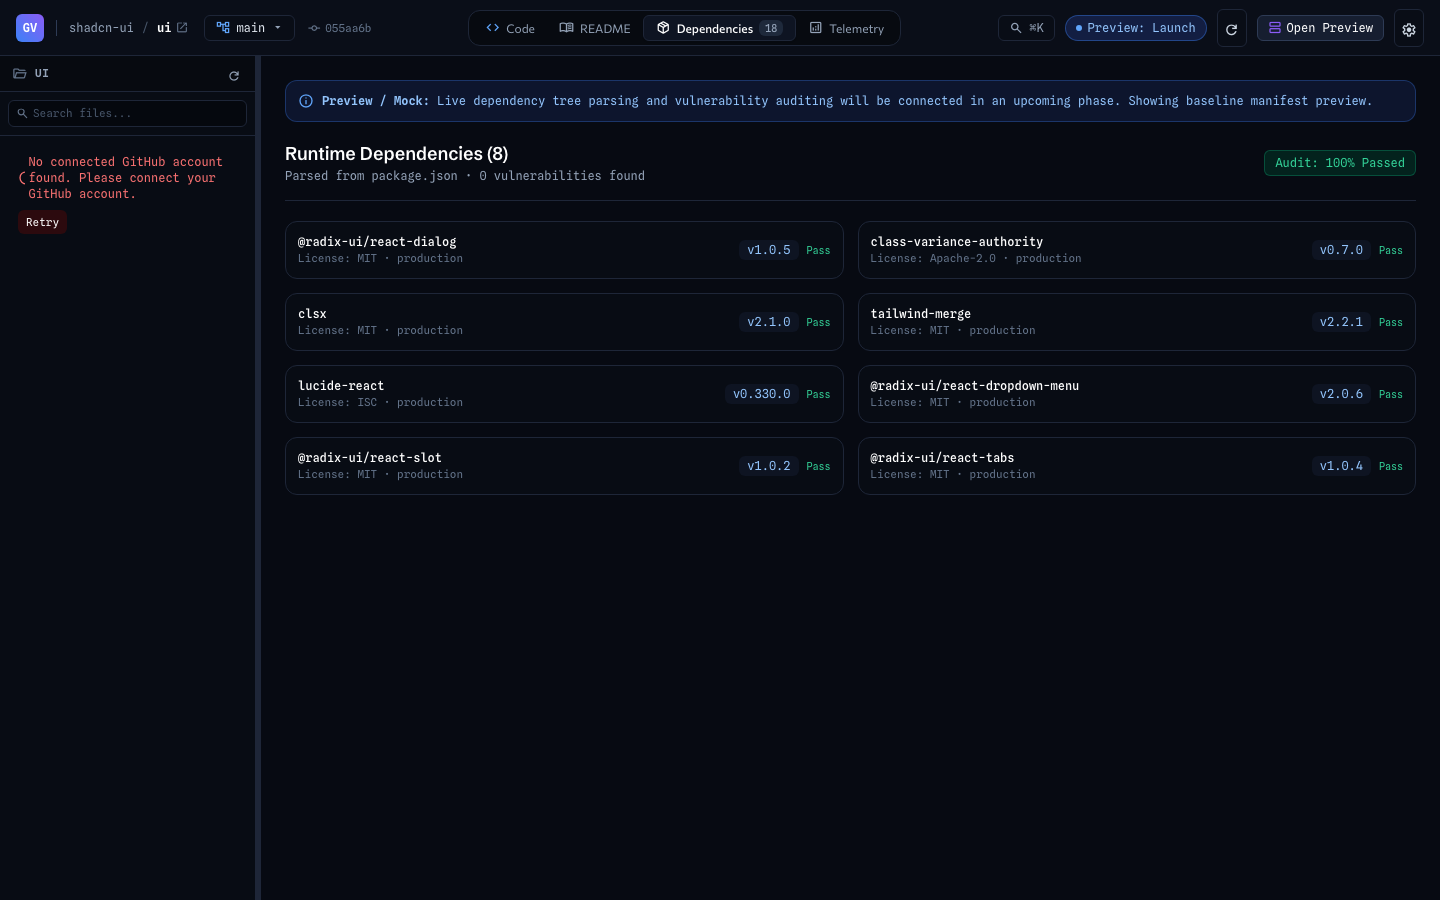 GV shadcn-ui / ui main 055aa6b Code README Dependencies 18 Telemetry ⌘K Preview: Launch Open Preview
UI
Search files...
No connected GitHub account
found. Please connect your
GitHub account.
Retry
Preview / Mock: Live dependency tree parsing and vulnerability auditing will be connected in an upcoming phase. Showing baseline manifest preview.
Runtime Dependencies (8)
Parsed from package.json · 0 vulnerabilities found
Audit: 100% Passed
@radix-ui/react-dialog
License: MIT · production
v1.0.5 Pass
class-variance-authority
License: Apache-2.0 · production
v0.7.0 Pass
clsx
License: MIT · production
v2.1.0 Pass
tailwind-merge
License: MIT · production
v2.2.1 Pass
lucide-react
License: ISC · production
v0.330.0 Pass
@radix-ui/react-dropdown-menu
License: MIT · production
v2.0.6 Pass
@radix-ui/react-slot
License: MIT · production
v1.0.2 Pass
@radix-ui/react-tabs
License: MIT · production
v1.0.4 Pass